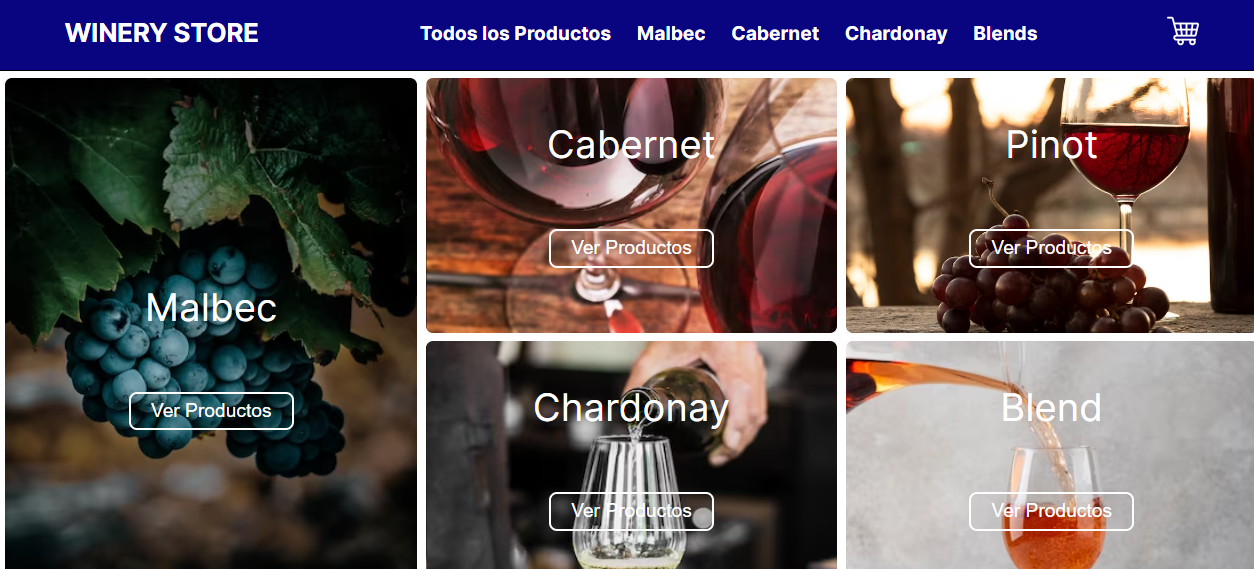 WINERY STORE
Todos los Productos Malbec Cabernet Chardonay Blends
Malbec
Ver Productos
Cabernet
Ver Productos
Pinot
Ver Productos
Chardonay
Ver Productos
Blend
Ver Productos